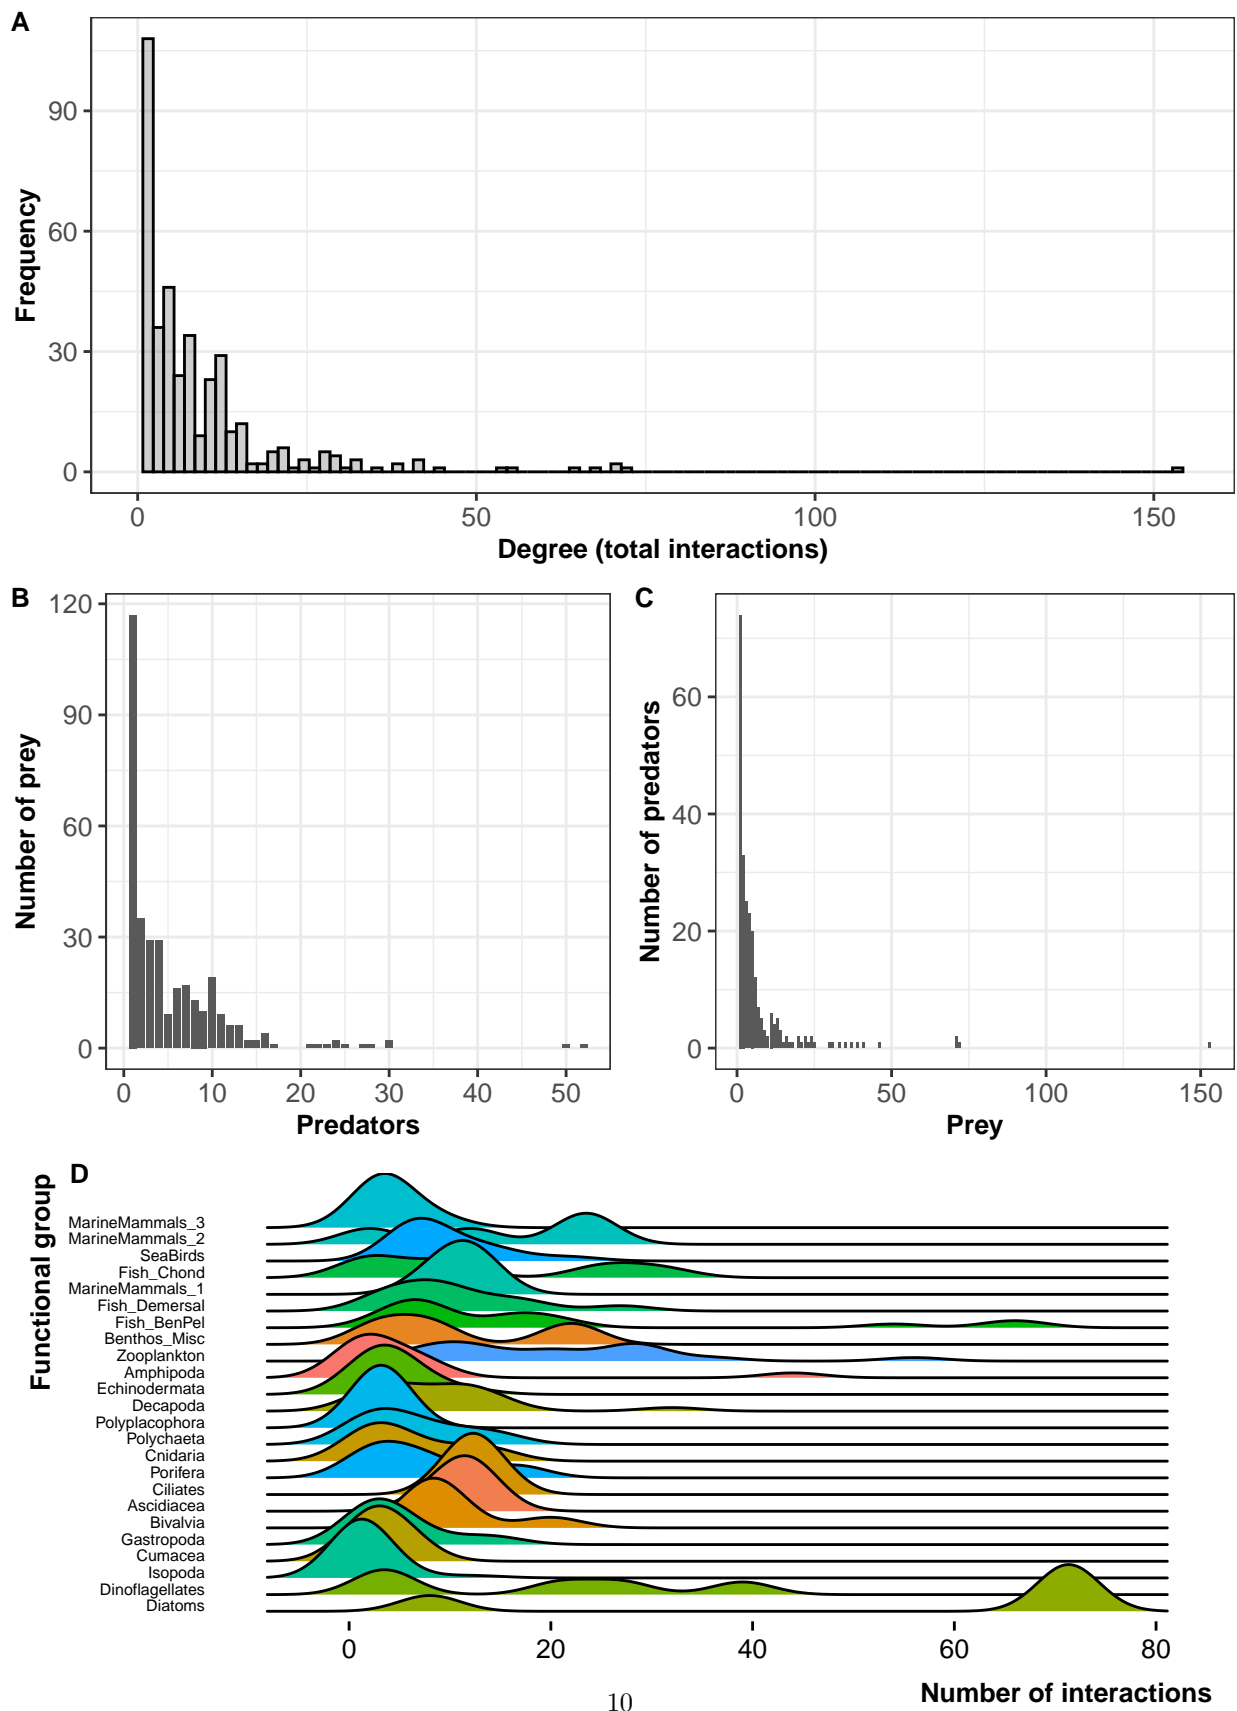 A
Frequency
90
60
30
0
0 50 100 150
Degree (total interactions)
B
Number of prey
120
90
60
30
0
0 10 20 30 40 50
Predators
C
Number of predators
60
40
20
0
0 50 100 150
Prey
D
Functional group
MarineMammals_3
MarineMammals_2
SeaBirds
Fish_Chond
MarineMammals_1
Fish_Demersal
Fish_BenPel
Benthos_Misc
Zooplankton
Amphipoda
Echinodermata
Decapoda
Polyplacophora
Polychaeta
Cnidaria
Porifera
Ciliates
Ascidiacea
Bivalvia
Gastropoda
Cumacea
Isopoda
Dinoflagellates
Diatoms
0 20 40 60 80
Number of interactions
10